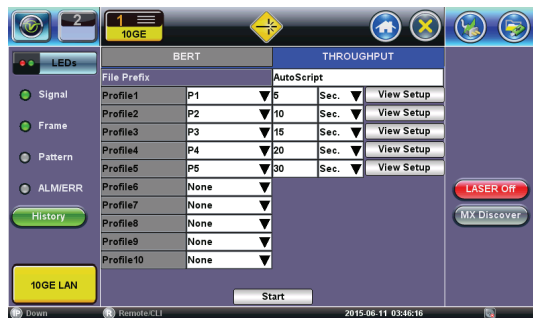 2
1
10GE
LEDs
Signal
Frame
Pattern
ALM/ERR
History
10GE LAN
BERT THROUGHPUT
File Prefix AutoScript
Profile1 P1 5 Sec. View Setup
Profile2 P2 10 Sec. View Setup
Profile3 P3 15 Sec. View Setup
Profile4 P4 20 Sec. View Setup
Profile5 P5 30 Sec. View Setup
Profile6 None
Profile7 None
Profile8 None
Profile9 None
Profile10 None
Start
LASER Off
MX Discover
IP Down R Remote/CLI 2015-06-11 03:46:16